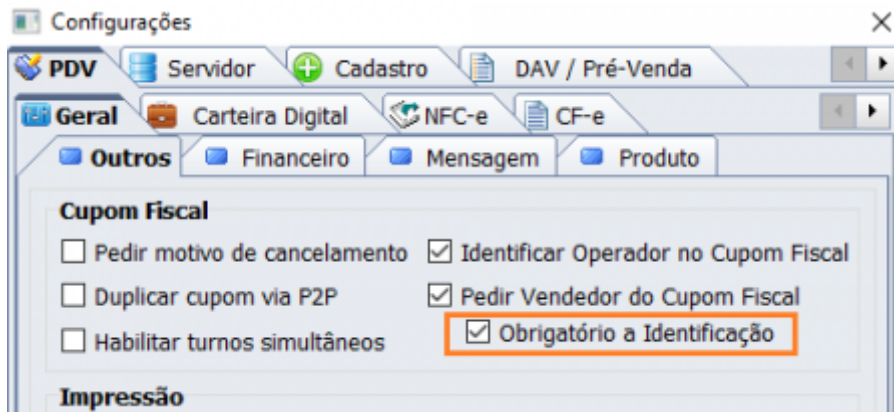 Configurações
PDV Servidor Cadastro DAV / Pré-Venda
Geral Carteira Digital NFC-e CF-e
Outros Financeiro Mensagem Produto
Cupom Fiscal
Pedir motivo de cancelamento Identificar Operador no Cupom Fiscal
Duplicar cupom via P2P Pedir Vendedor do Cupom Fiscal
Habilitar turnos simultâneos Obrigatório a Identificação
Impressão